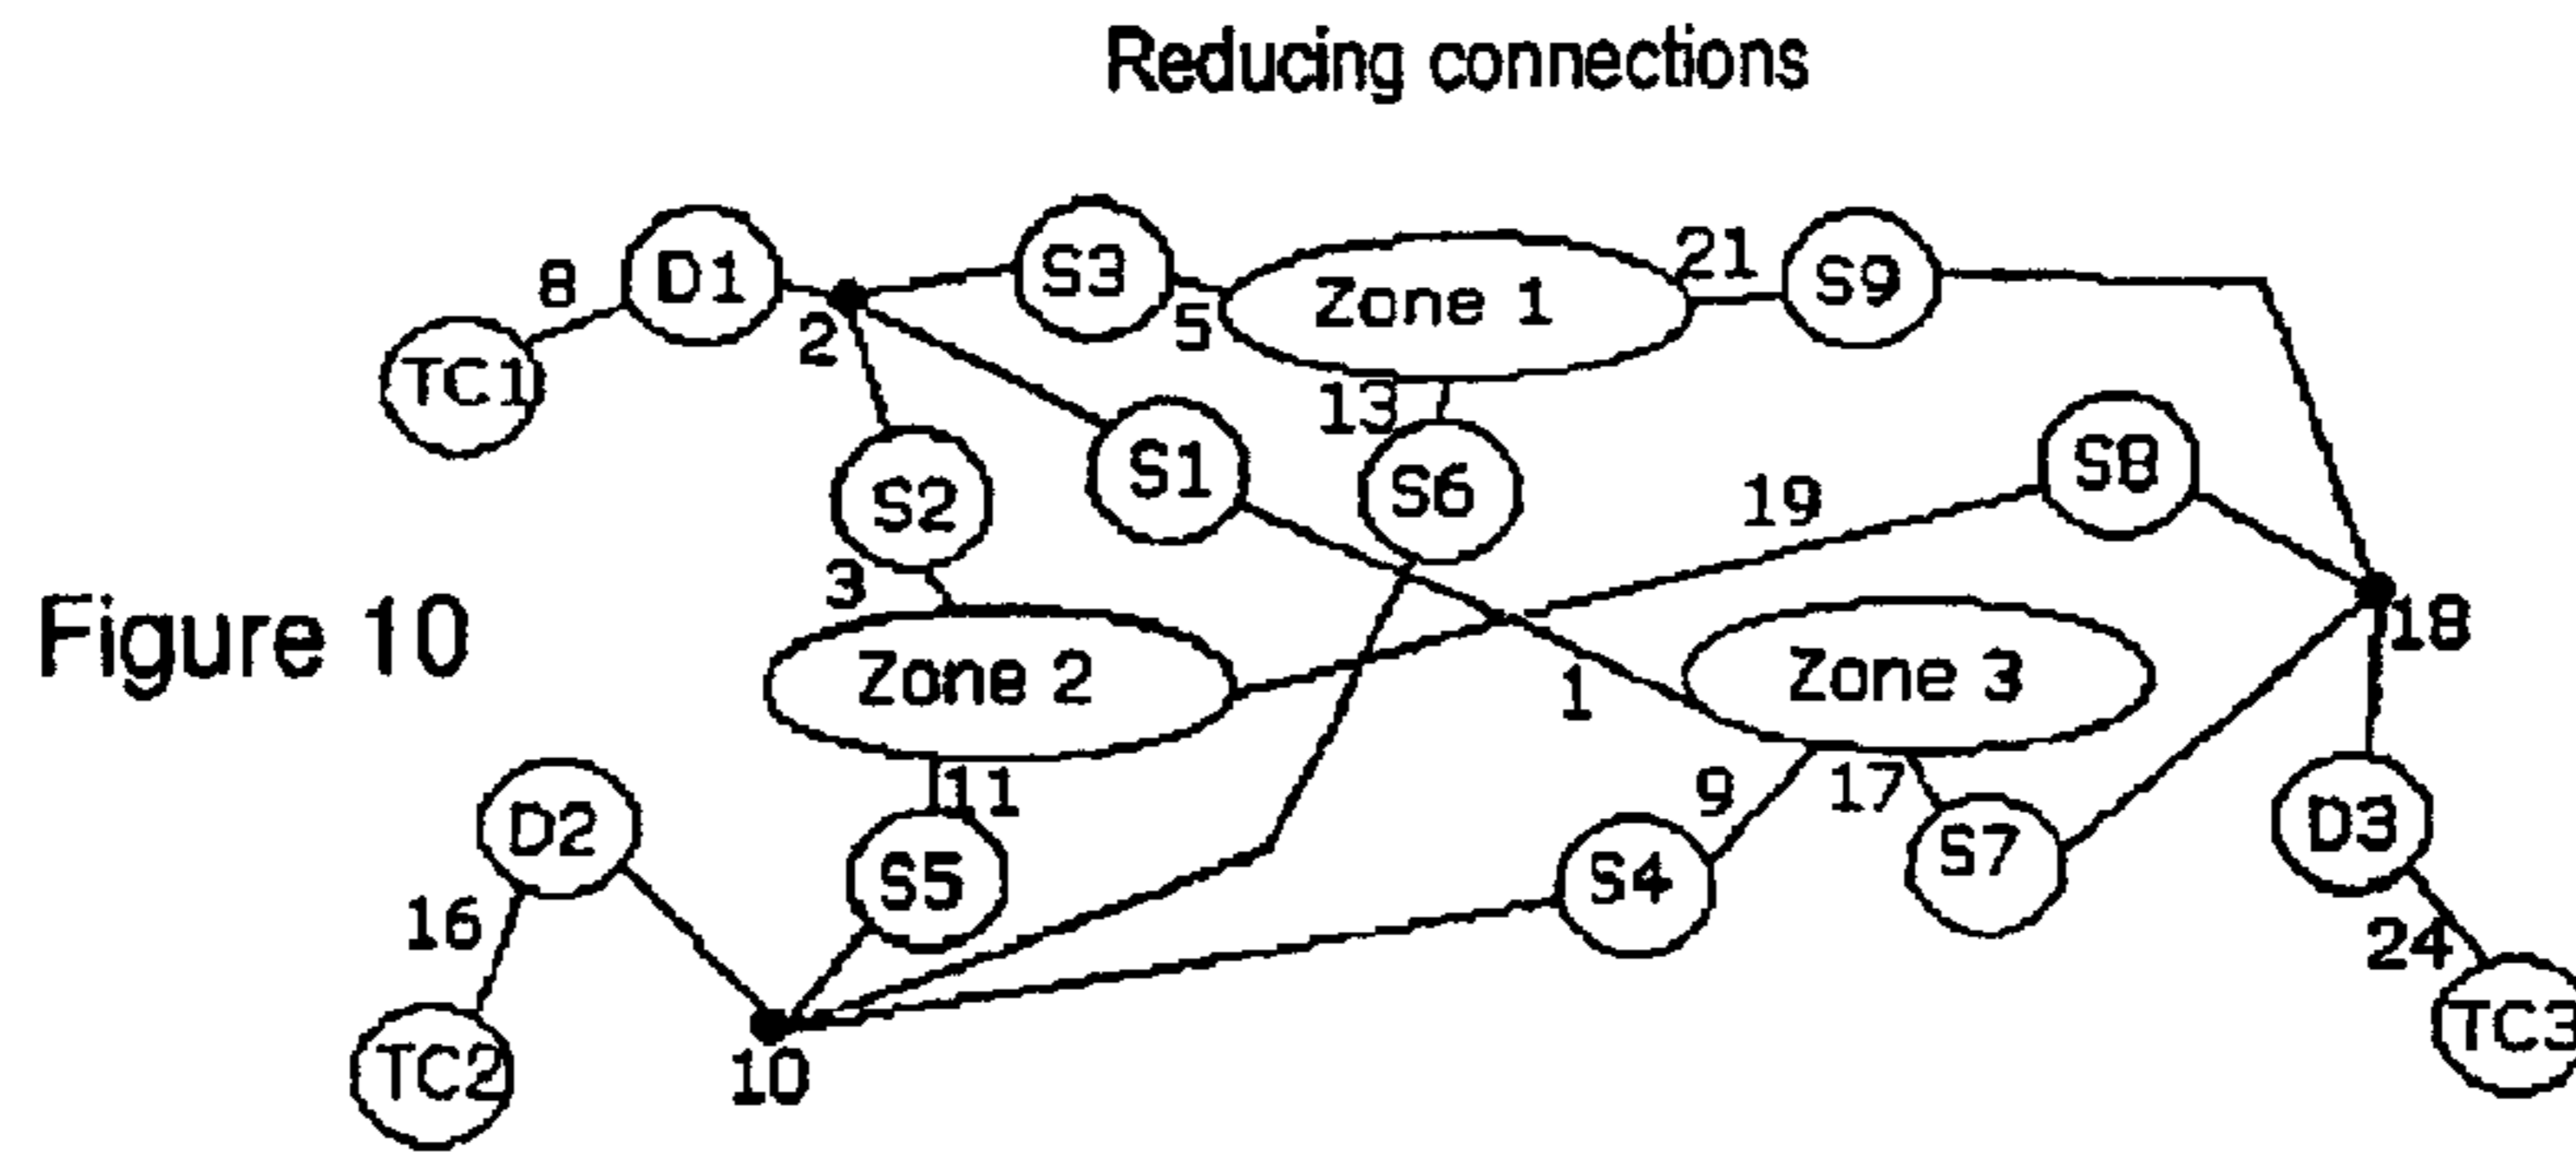 Reducing connections
8
D1
2
S3
5
Zone 1
21
S9
TC1
13
S2
S1
S6
19
S8
3
Figure 10
Zone 2
1
Zone 3
18
11
9
17
D2
S5
S4
S7
D3
16
24
TC2
10
TC3